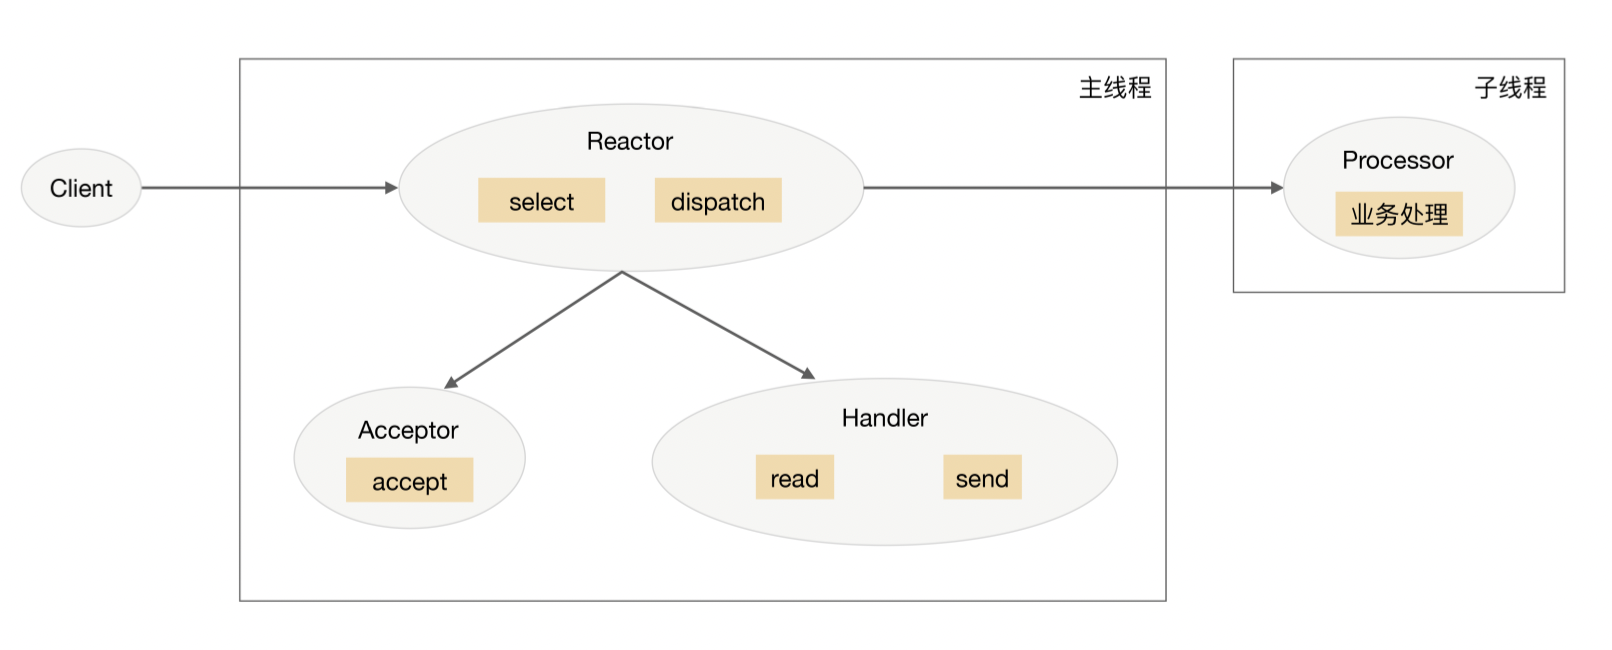 主线程
子线程
Client
Reactor
select
dispatch
Processor
业务处理
Acceptor
accept
Handler
read
send